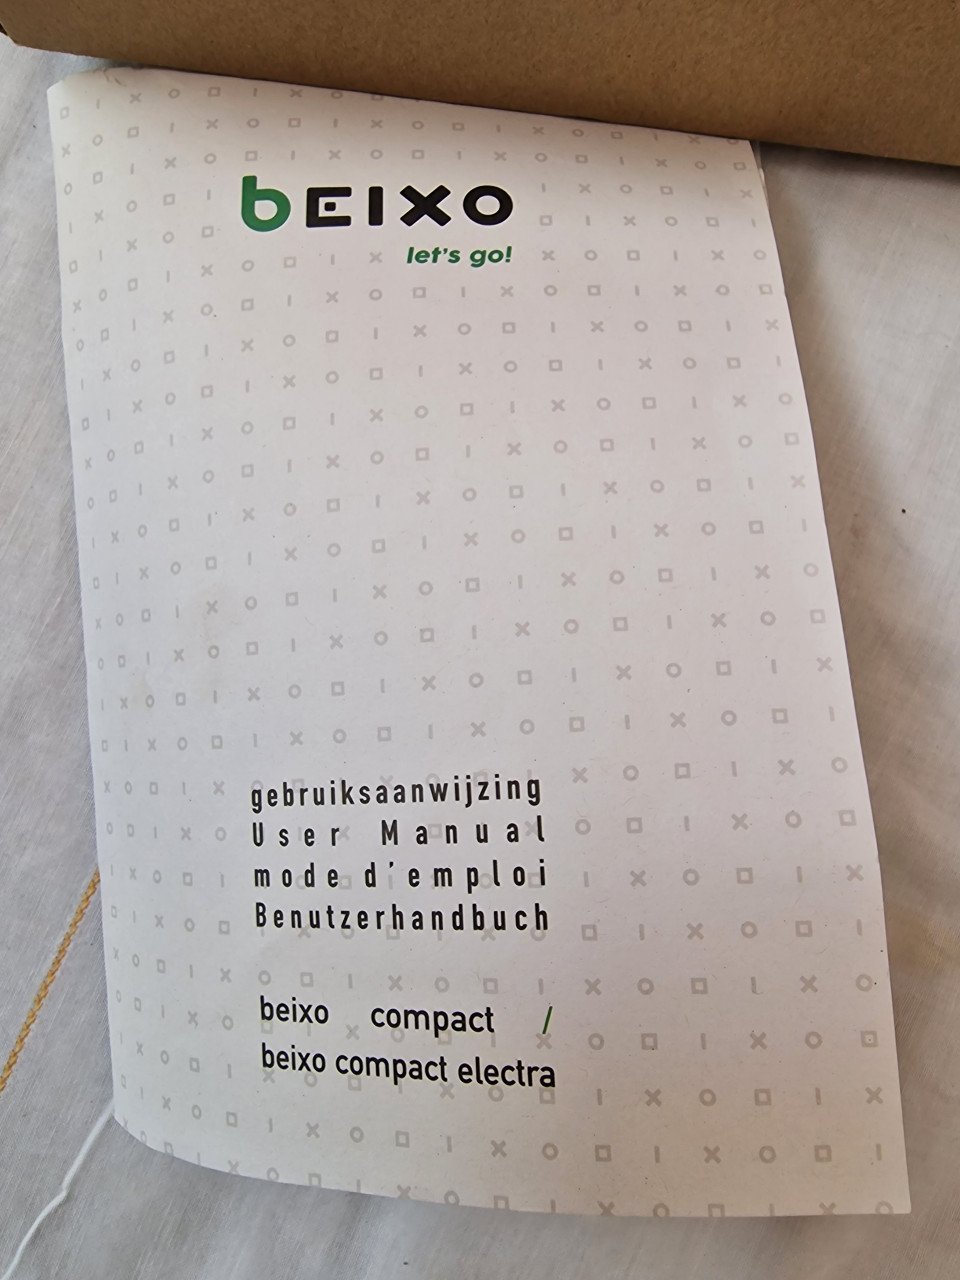 bEIXO
let's go!
gebruiksaanwijzing
User Manual
mode d'emploi
Benutzerhandbuch
beixo compact /
beixo compact electra